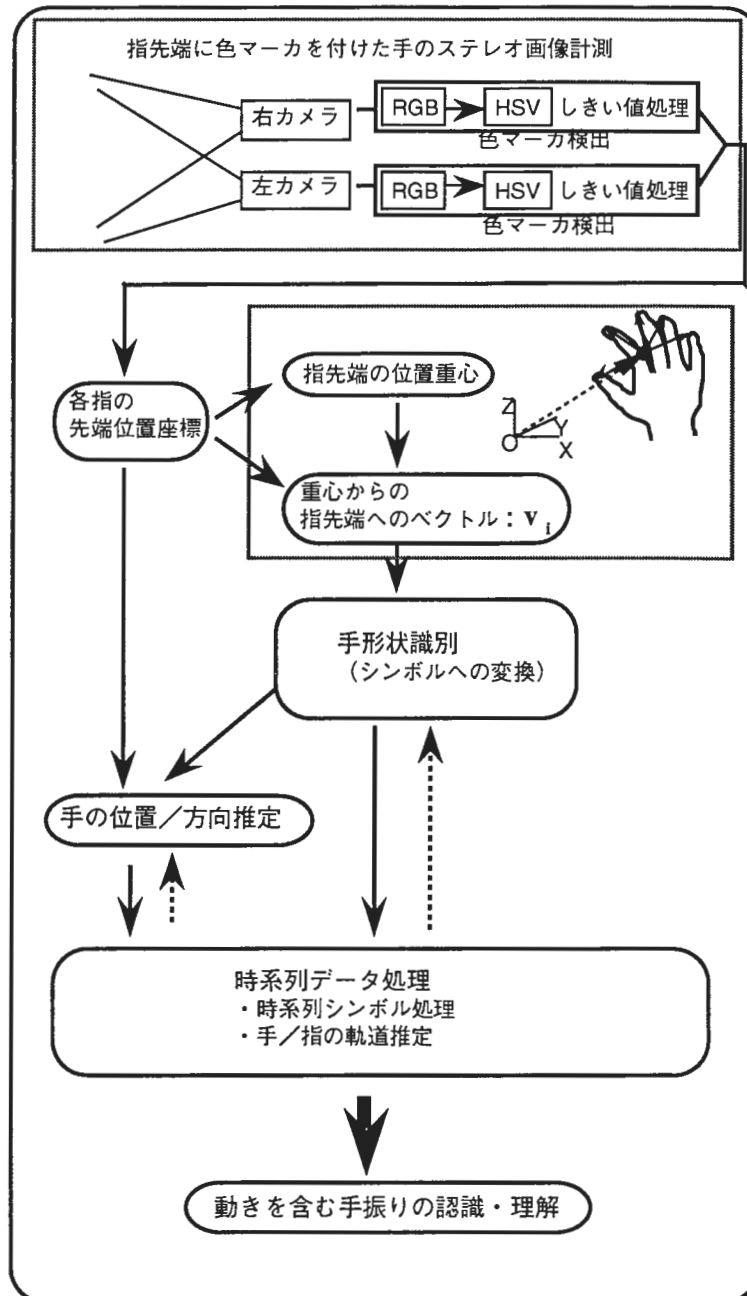 指先端に色マーカを付けた手のステレオ画像計測
右カメラ
RGB
HSV
しきい値処理
色マーカ検出
左カメラ
RGB
HSV
しきい値処理
色マーカ検出
各指の
先端位置座標
指先端の位置重心
Z
Y
O
X
重心からの
指先端へのベクトル：v i
手形状識別
（シンボルへの変換）
手の位置／方向推定
時系列データ処理
・時系列シンボル処理
・手／指の軌道推定
動きを含む手振りの認識・理解